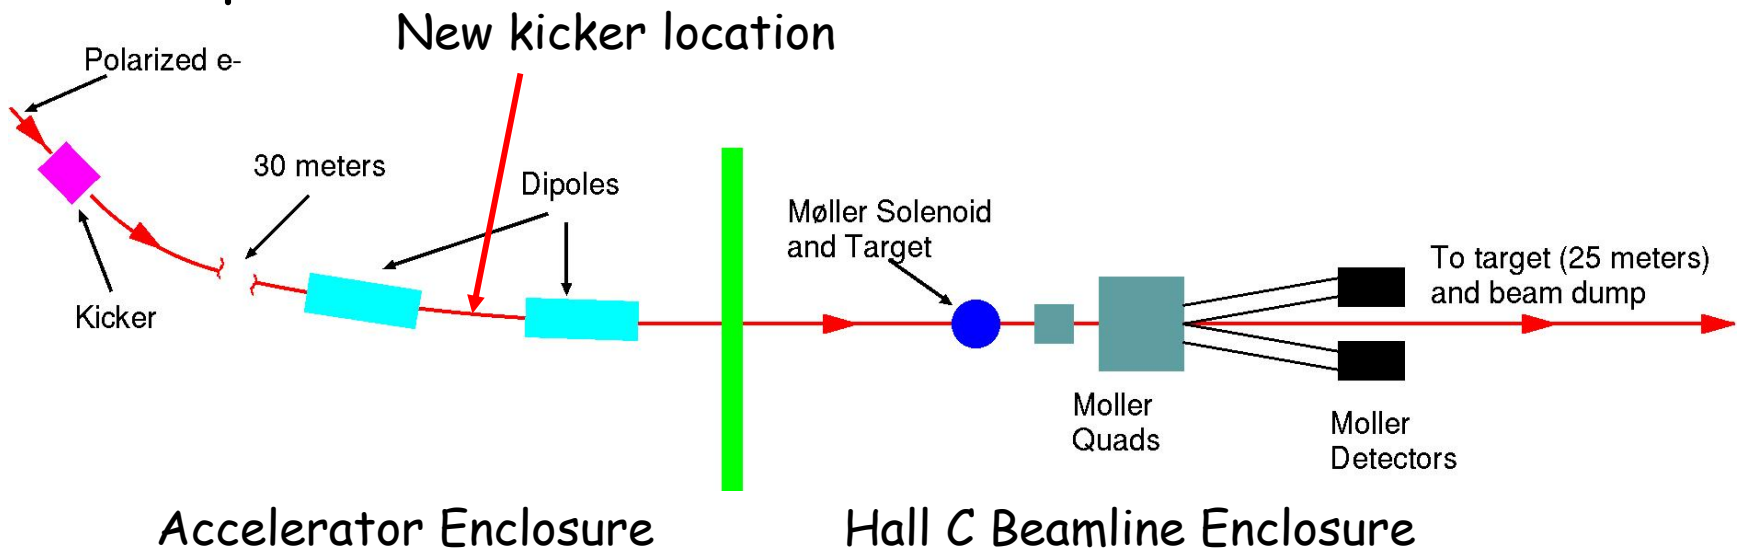 New kicker location
Polarized e-
30 meters
Dipoles
Kicker
Møller Solenoid
and Target
To target (25 meters)
and beam dump
Moller
Quads
Moller
Detectors
Accelerator Enclosure
Hall C Beamline Enclosure